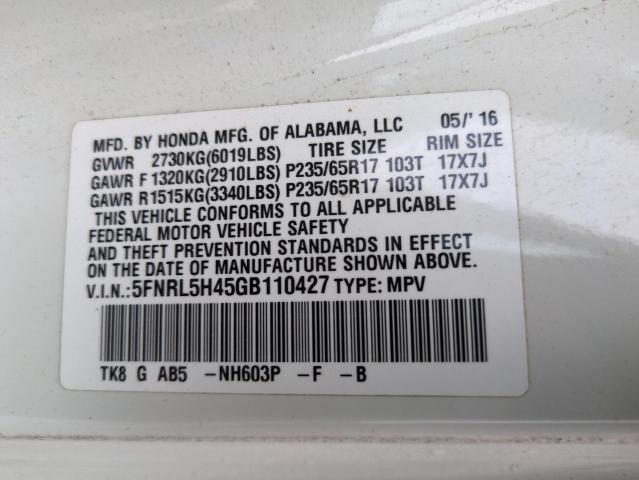 MFD. BY HONDA MFG. OF ALABAMA, LLC 05/'16
GVWR 2730KG(6019LBS) TIRE SIZE RIM SIZE
GAWR F 1320KG(2910LBS) P235/65R17 103T 17X7J
GAWR R1515KG(3340LBS) P235/65R17 103T 17X7J
THIS VEHICLE CONFORMS TO ALL APPLICABLE
FEDERAL MOTOR VEHICLE SAFETY
AND THEFT PREVENTION STANDARDS IN EFFECT
ON THE DATE OF MANUFACTURE SHOWN ABOVE.
V.I.N.:5FNRL5H45GB110427 TYPE: MPV
TK8 G AB5 -NH603P -F -B